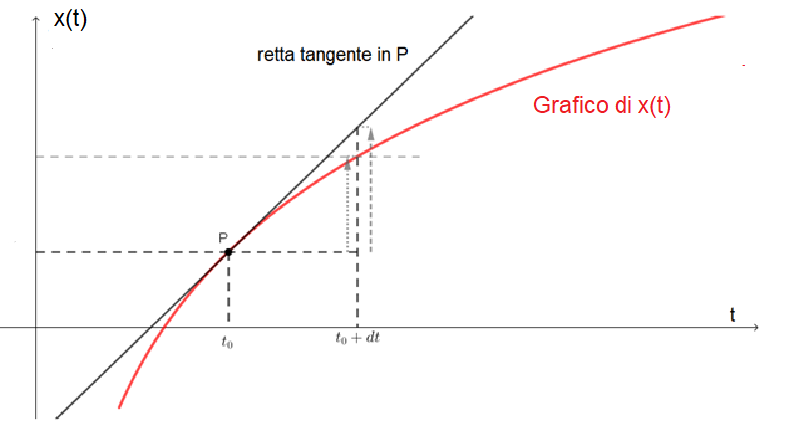 x(t)
retta tangente in P
Grafico di x(t)
P
t
t₀
t₀ + dt